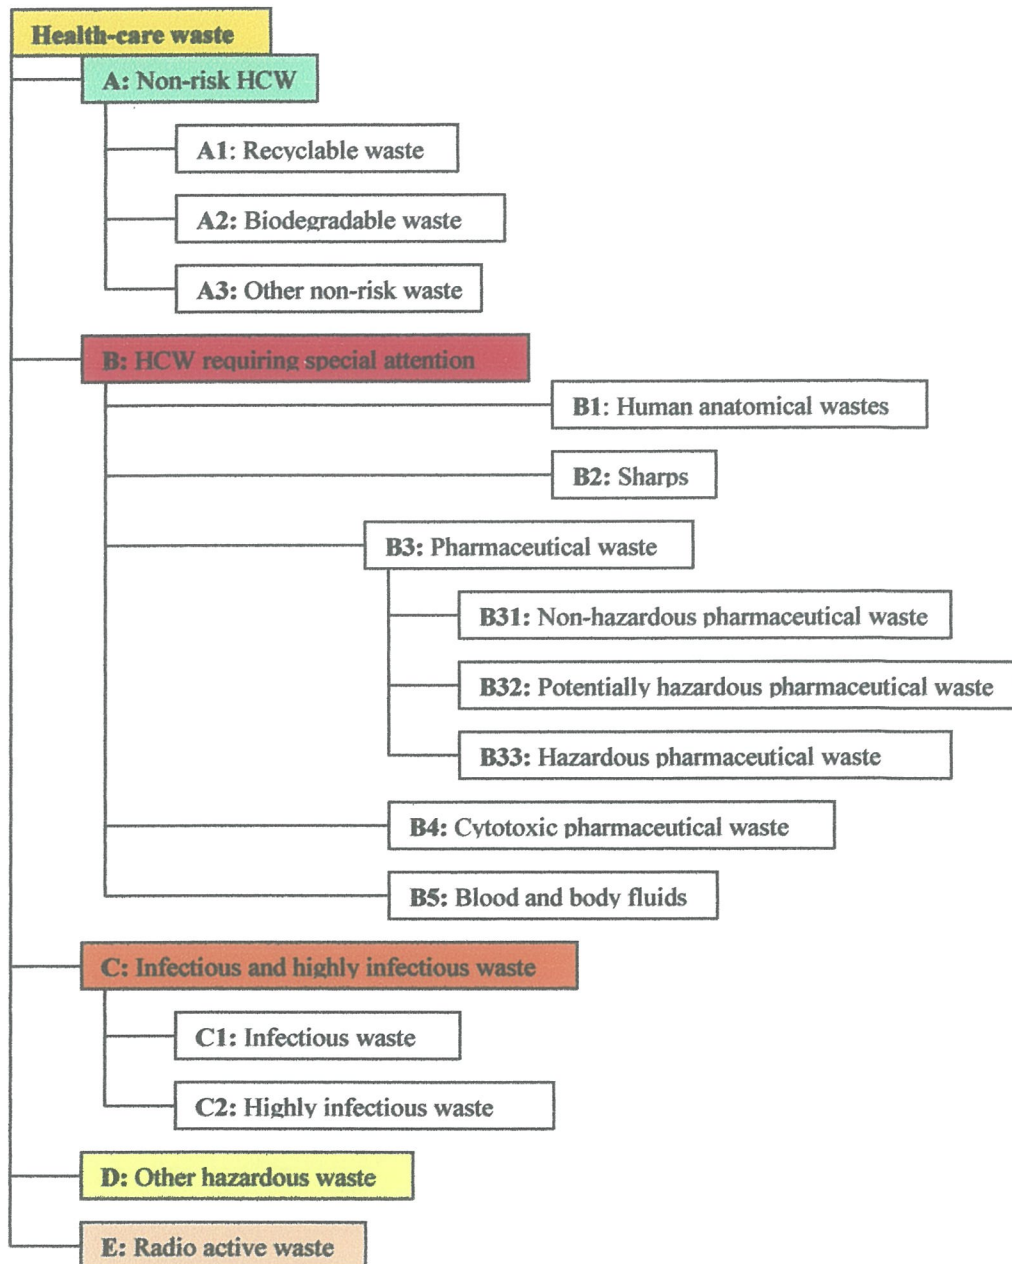 Health-care waste
A: Non-risk HCW
A1: Recyclable waste
A2: Biodegradable waste
A3: Other non-risk waste
B: HCW requiring special attention
B1: Human anatomical wastes
B2: Sharps
B3: Pharmaceutical waste
B31: Non-hazardous pharmaceutical waste
B32: Potentially hazardous pharmaceutical waste
B33: Hazardous pharmaceutical waste
B4: Cytotoxic pharmaceutical waste
B5: Blood and body fluids
C: Infectious and highly infectious waste
C1: Infectious waste
C2: Highly infectious waste
D: Other hazardous waste
E: Radio active waste